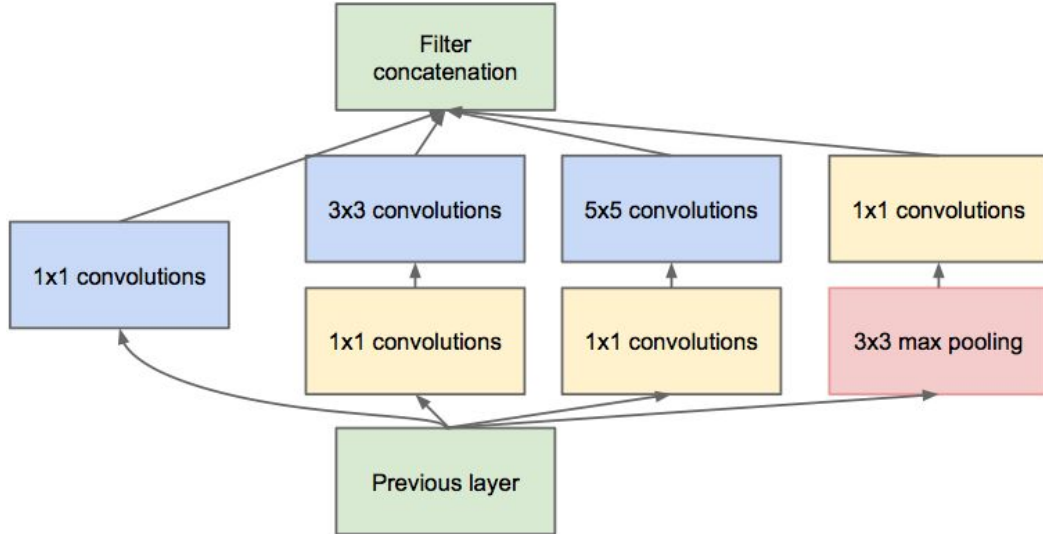 Filter
concatenation
3x3 convolutions
5x5 convolutions
1x1 convolutions
1x1 convolutions
1x1 convolutions
1x1 convolutions
3x3 max pooling
Previous layer